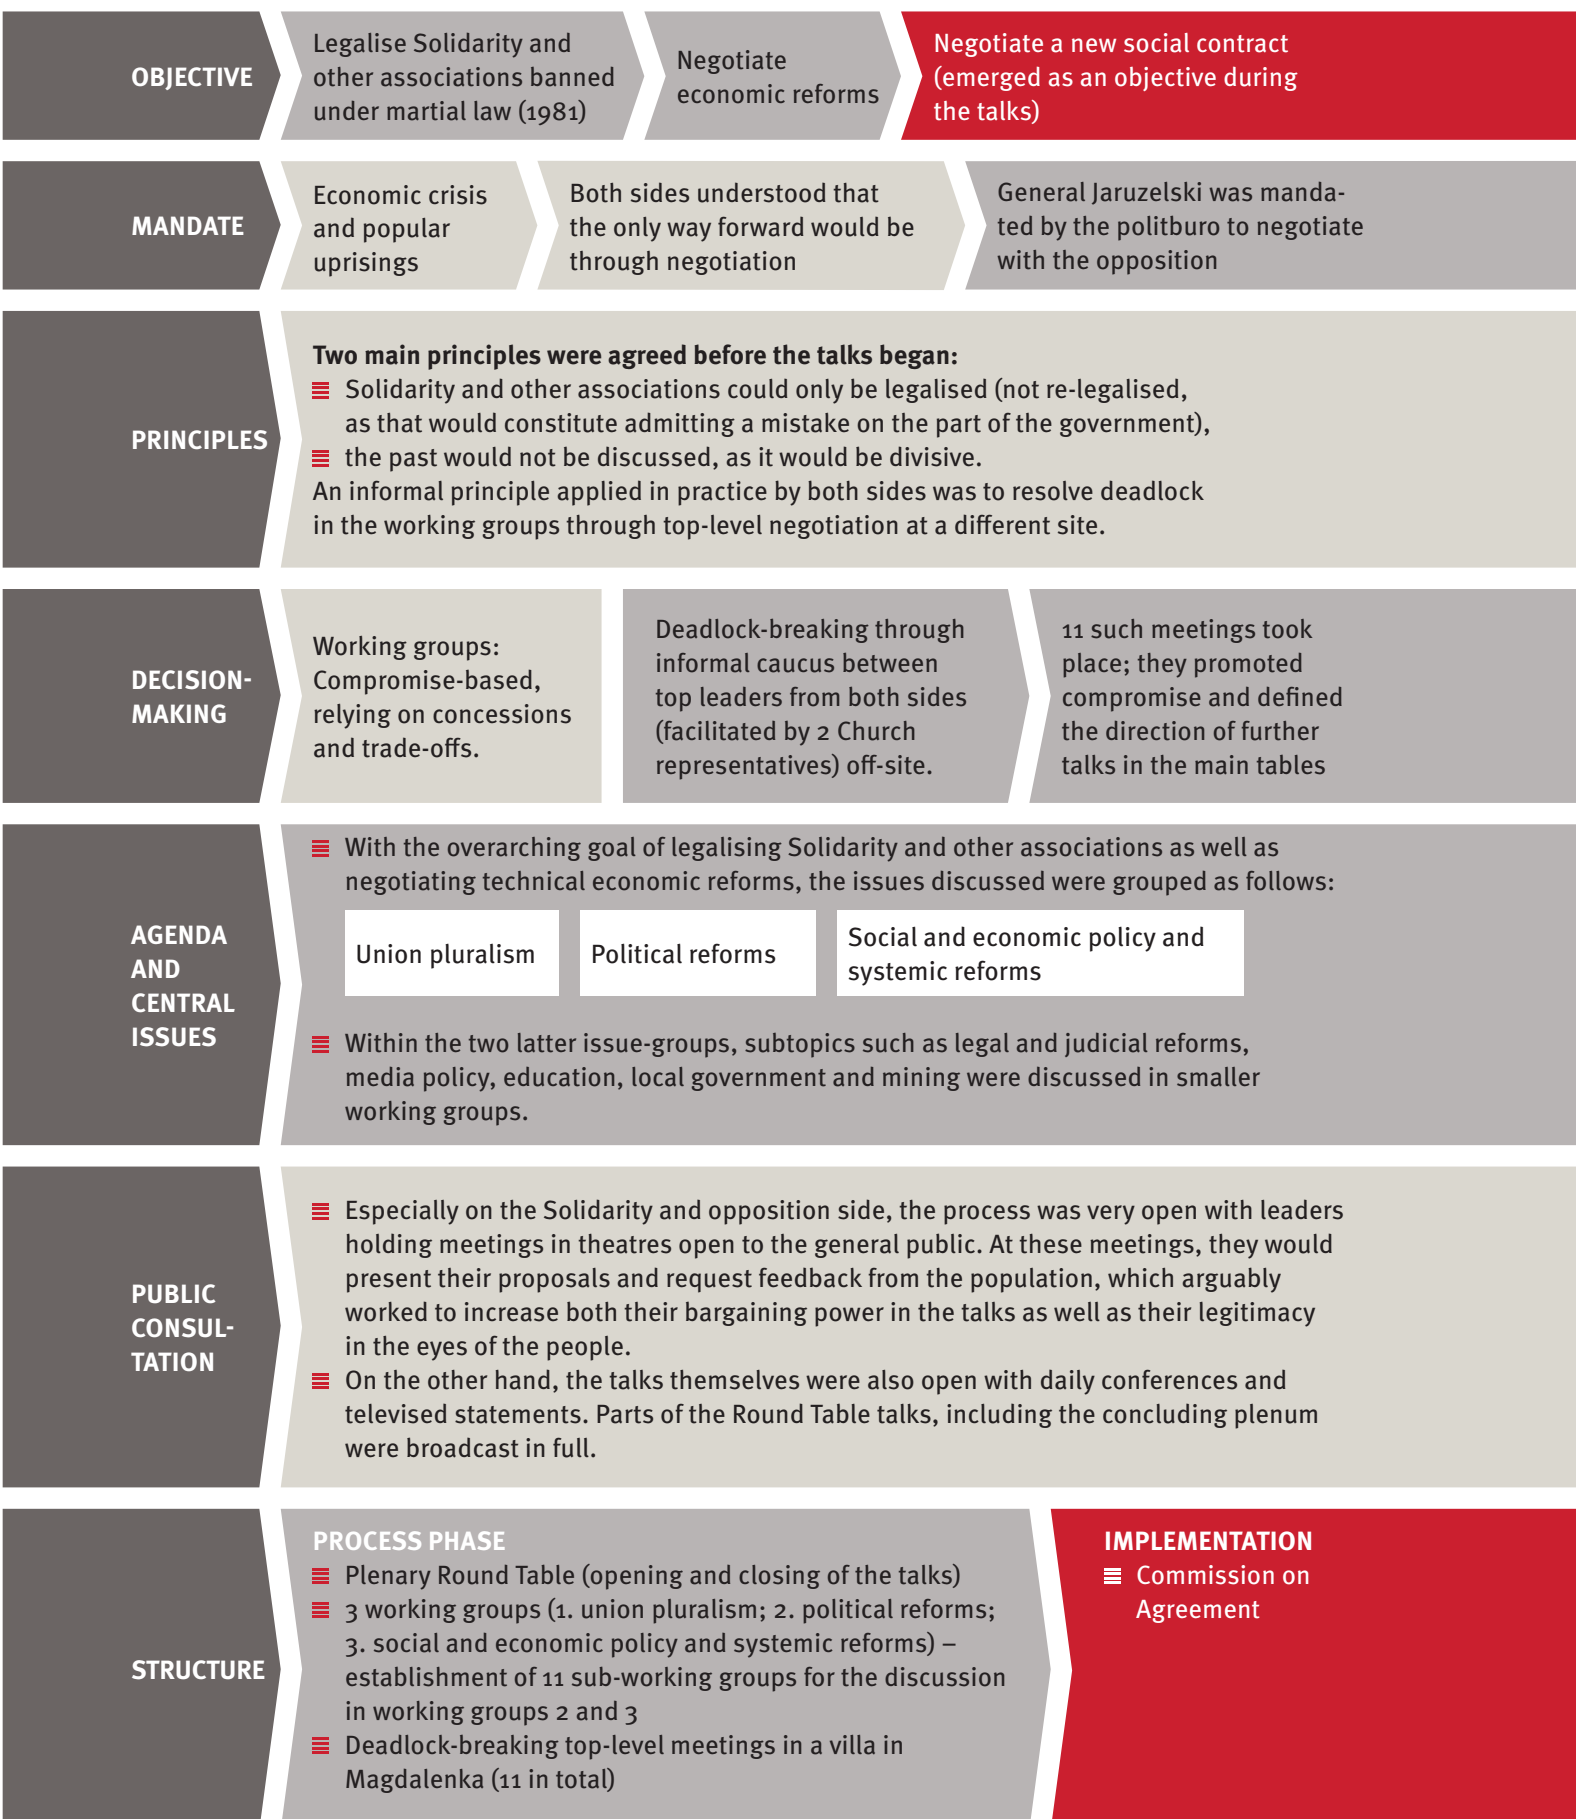 OBJECTIVE
Legalise Solidarity and
other associations banned
under martial law (1981)
Negotiate
economic reforms
Negotiate a new social contract
(emerged as an objective during
the talks)
MANDATE
Economic crisis
and popular
uprisings
Both sides understood that
the only way forward would be
through negotiation
General Jaruzelski was manda-
ted by the politburo to negotiate
with the opposition
PRINCIPLES
Two main principles were agreed before the talks began:
Solidarity and other associations could only be legalised (not re-legalised,
as that would constitute admitting a mistake on the part of the government),
the past would not be discussed, as it would be divisive.
An informal principle applied in practice by both sides was to resolve deadlock
in the working groups through top-level negotiation at a different site.
DECISION-
MAKING
Working groups:
Compromise-based,
relying on concessions
and trade-offs.
Deadlock-breaking through
informal caucus between
top leaders from both sides
(facilitated by 2 Church
representatives) off-site.
11 such meetings took
place; they promoted
compromise and defined
the direction of further
talks in the main tables
AGENDA
AND
CENTRAL
ISSUES
With the overarching goal of legalising Solidarity and other associations as well as
negotiating technical economic reforms, the issues discussed were grouped as follows:
Union pluralism
Political reforms
Social and economic policy and
systemic reforms
Within the two latter issue-groups, subtopics such as legal and judicial reforms,
media policy, education, local government and mining were discussed in smaller
working groups.
PUBLIC
CONSUL-
TATION
Especially on the Solidarity and opposition side, the process was very open with leaders
holding meetings in theatres open to the general public. At these meetings, they would
present their proposals and request feedback from the population, which arguably
worked to increase both their bargaining power in the talks as well as their legitimacy
in the eyes of the people.
On the other hand, the talks themselves were also open with daily conferences and
televised statements. Parts of the Round Table talks, including the concluding plenum
were broadcast in full.
STRUCTURE
PROCESS PHASE
Plenary Round Table (opening and closing of the talks)
3 working groups (1. union pluralism; 2. political reforms;
3. social and economic policy and systemic reforms) –
establishment of 11 sub-working groups for the discussion
in working groups 2 and 3
Deadlock-breaking top-level meetings in a villa in
Magdalenka (11 in total)
IMPLEMENTATION
Commission on
Agreement